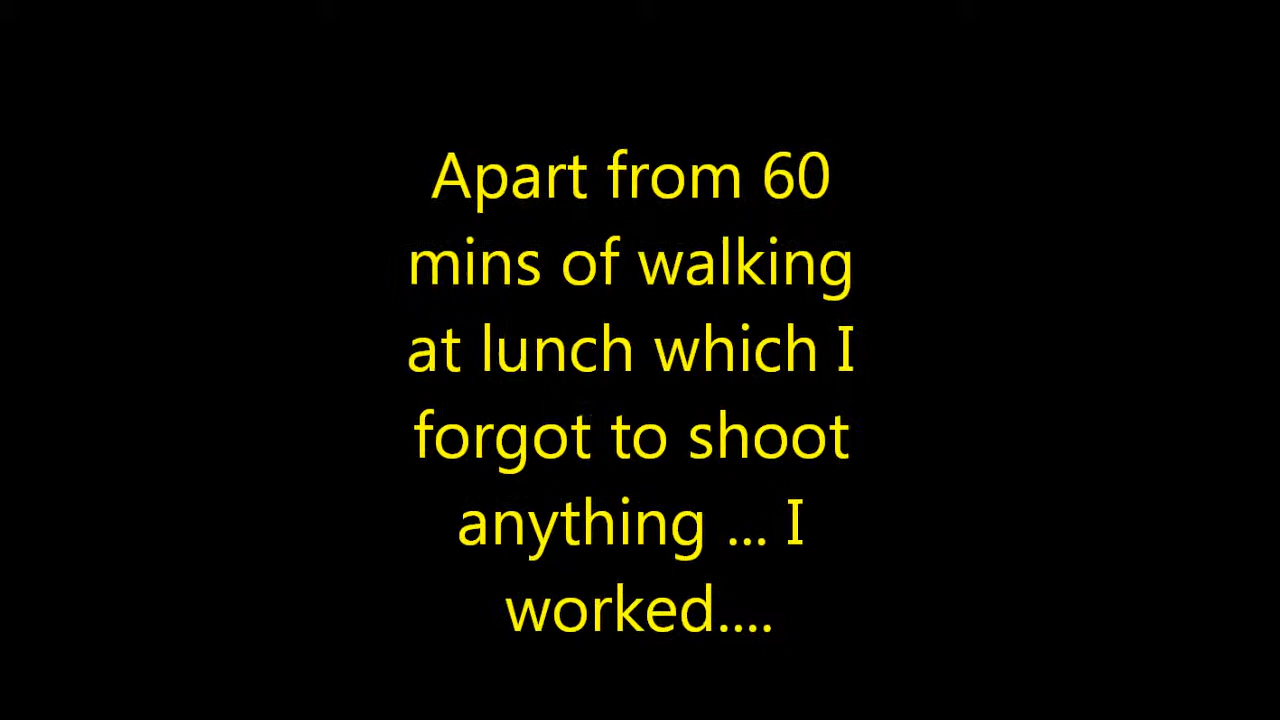 Apart from 60
mins of walking
at lunch which I
forgot to shoot
anything ... I
worked....